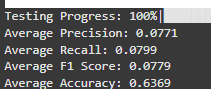 Testing Progress: 100%|
Average Precision: 0.0771
Average Recall: 0.0799
Average F1 Score: 0.0779
Average Accuracy: 0.6369